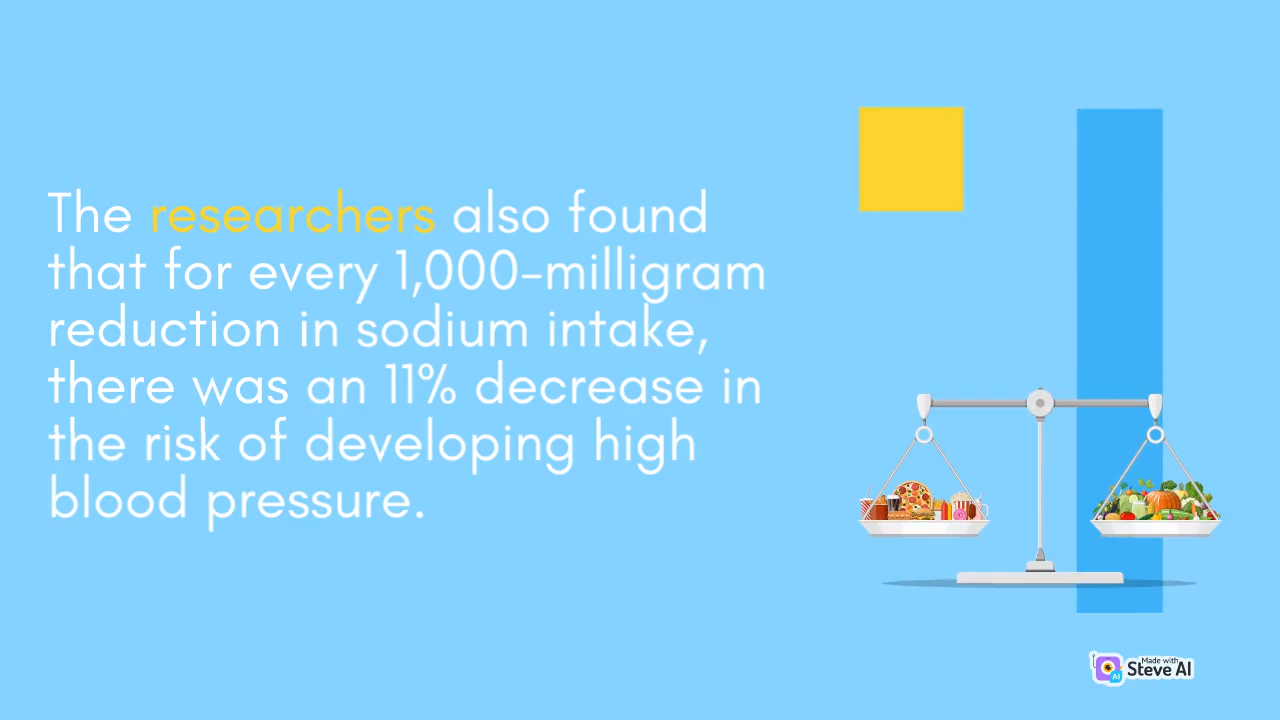 The researchers also found
that for every 1,000-milligram
reduction in sodium intake,
there was an 11% decrease in
the risk of developing high
blood pressure.
Made with
Steve AI
AI